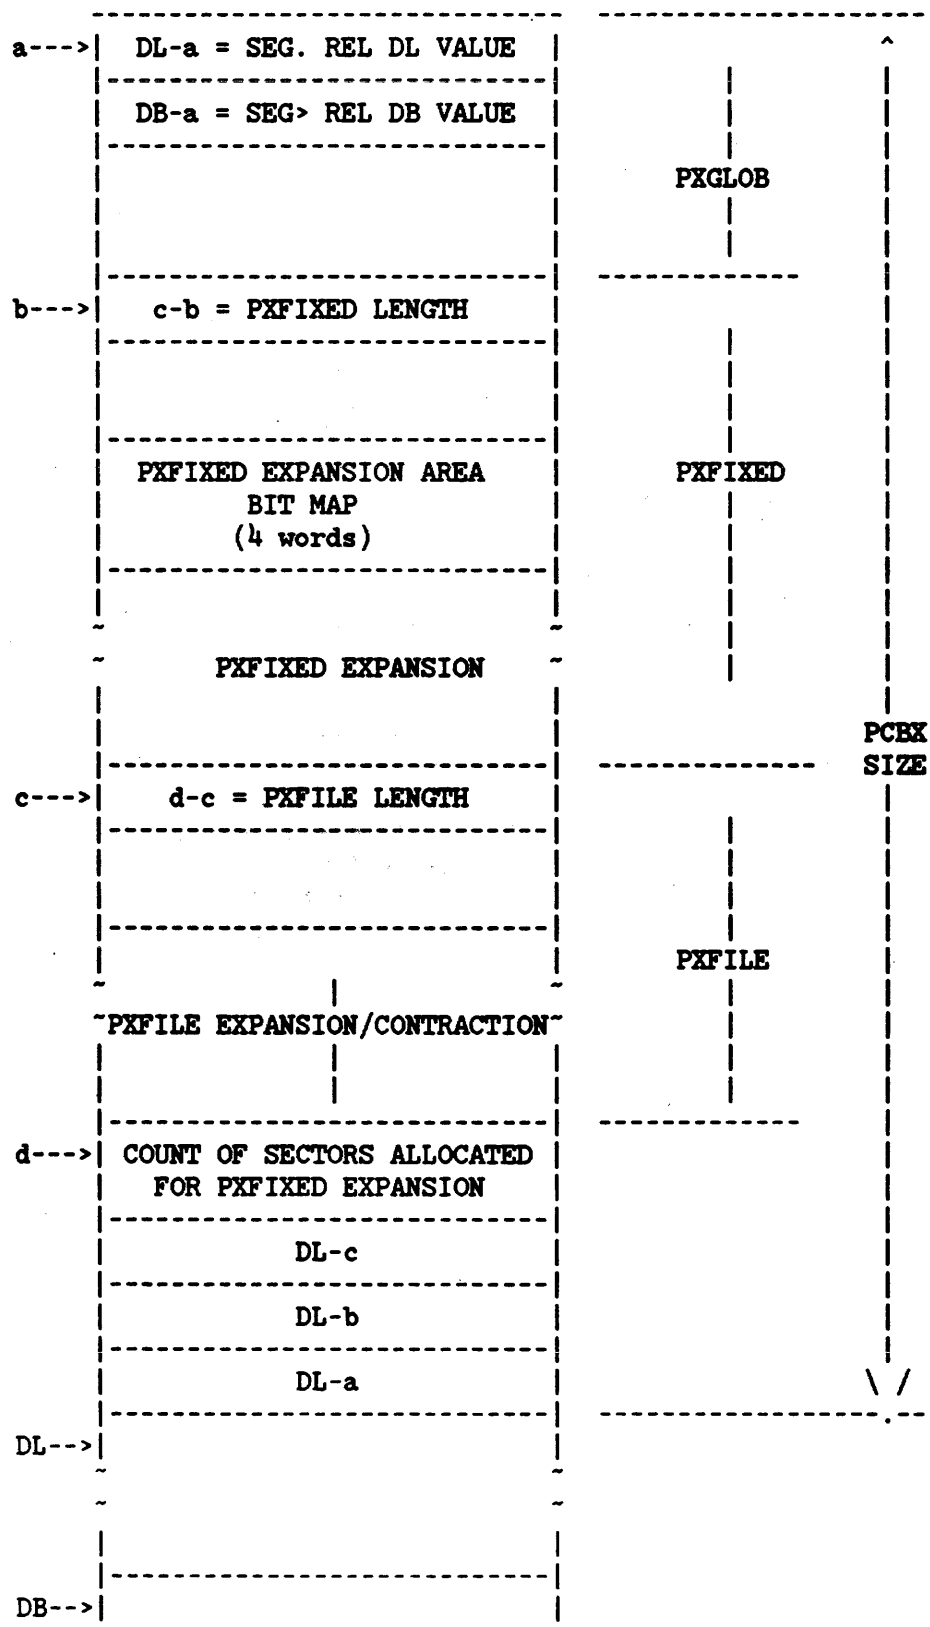 a--->| DL-a = SEG. REL DL VALUE
DB-a = SEG> REL DB VALUE
PXGLOB
b--->| c-b = PXFIXED LENGTH
PXFIXED EXPANSION AREA PXFIXED
BIT MAP
(4 words)
PXFIXED EXPANSION
PCBX
SIZE
c--->| d-c = PXFILE LENGTH
PXFILE
~PXFILE EXPANSION/CONTRACTION~
d--->| COUNT OF SECTORS ALLOCATED
FOR PXFIXED EXPANSION
DL-c
DL-b
DL-a
DL-->|
DB-->|